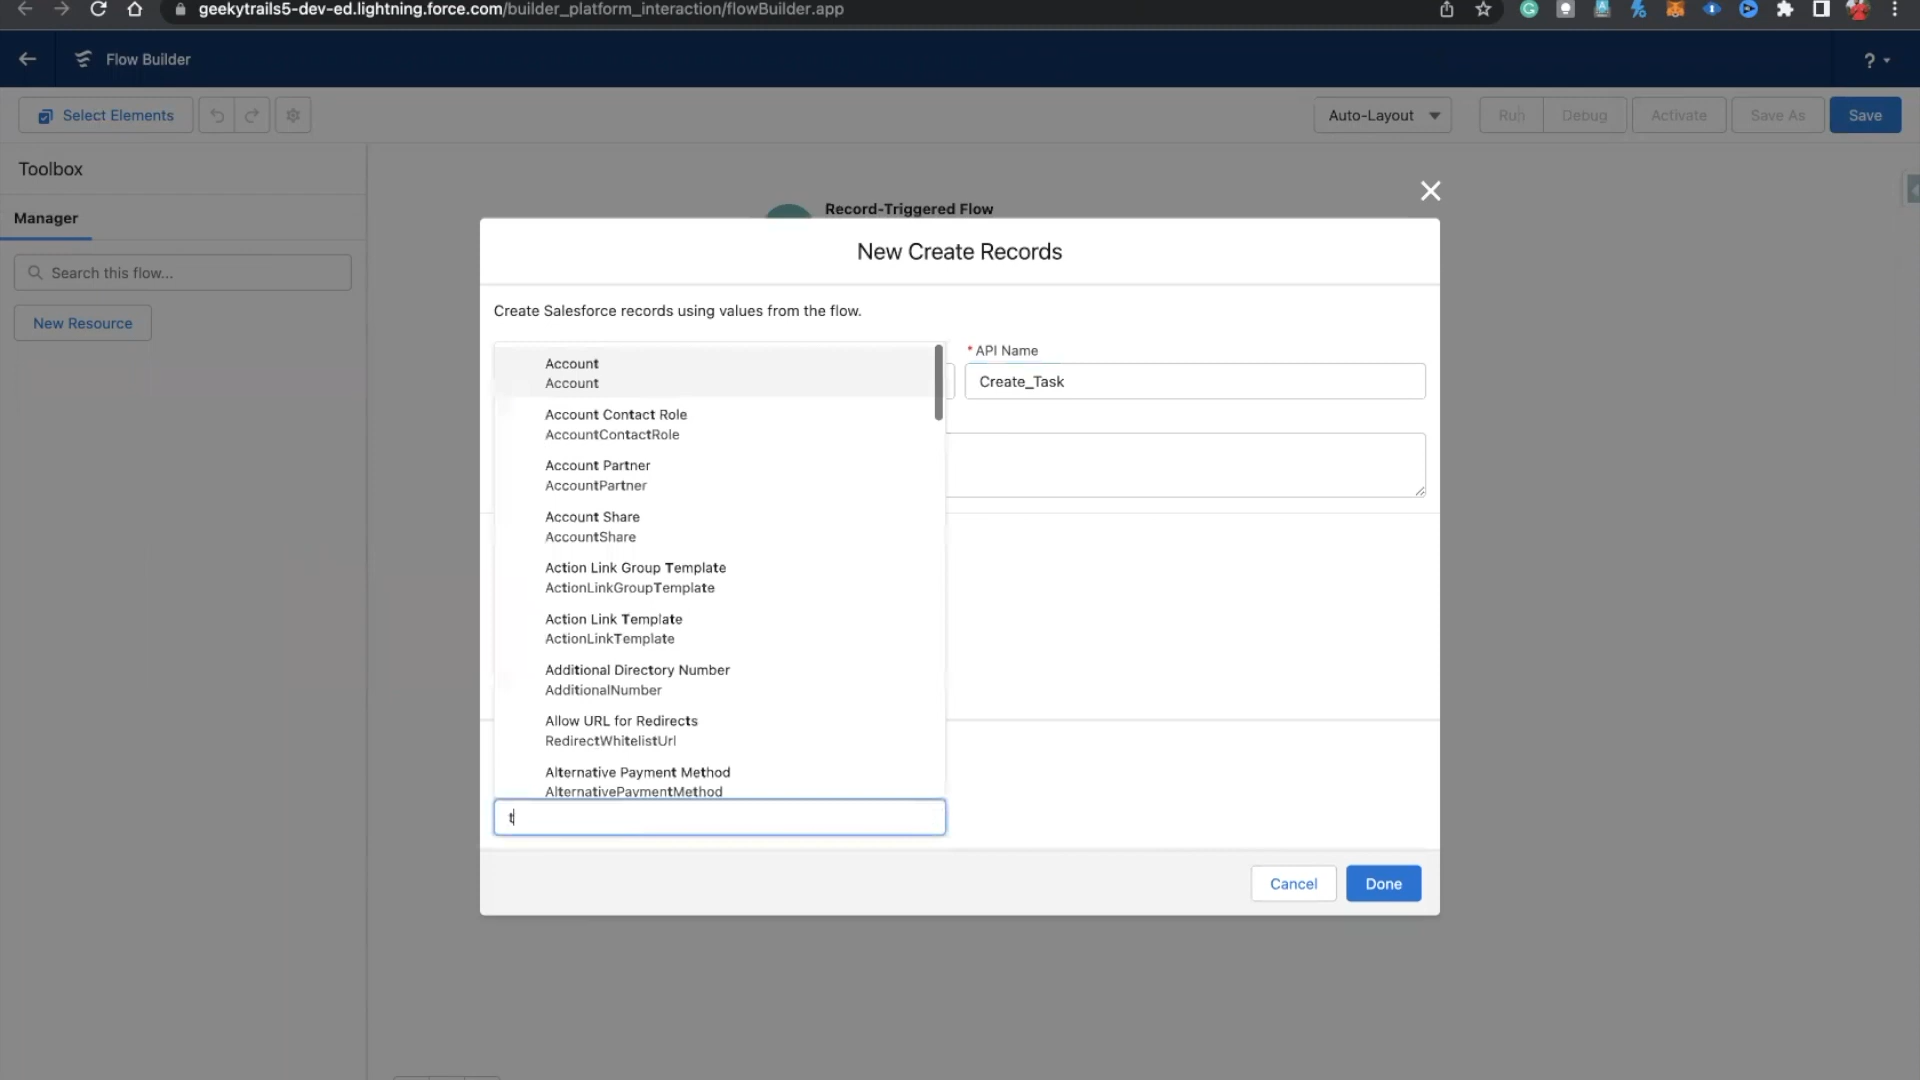 geekytrails5-dev-ed.lightning.force.com/builder_platform_interaction/flowBuilder.app
Flow Builder
?
Select Elements
Auto-Layout
Run
Debug
Activate
Save As
Save
Toolbox
Manager
Search this flow...
New Resource
Record-Triggered Flow
New Create Records
Create Salesforce records using values from the flow.
* API Name
Create_Task
Account
Account
Account Contact Role
AccountContactRole
Account Partner
AccountPartner
Account Share
AccountShare
Action Link Group Template
ActionLinkGroupTemplate
Action Link Template
ActionLinkTemplate
Additional Directory Number
AdditionalNumber
Allow URL for Redirects
RedirectWhitelistUrl
Alternative Payment Method
AlternativePaymentMethod
t
Cancel
Done